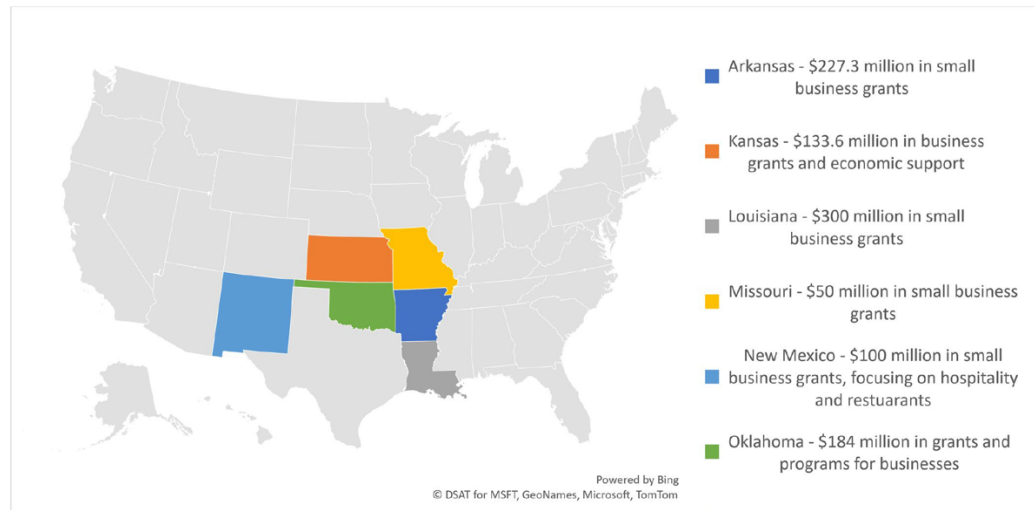 Arkansas - $227.3 million in small
business grants
Kansas - $133.6 million in business
grants and economic support
Louisiana - $300 million in small
business grants
Missouri - $50 million in small business
grants
New Mexico - $100 million in small
business grants, focusing on hospitality
and restuarants
Oklahoma - $184 million in grants and
programs for businesses
Powered by Bing
© DSAT for MSFT, GeoNames, Microsoft, TomTom